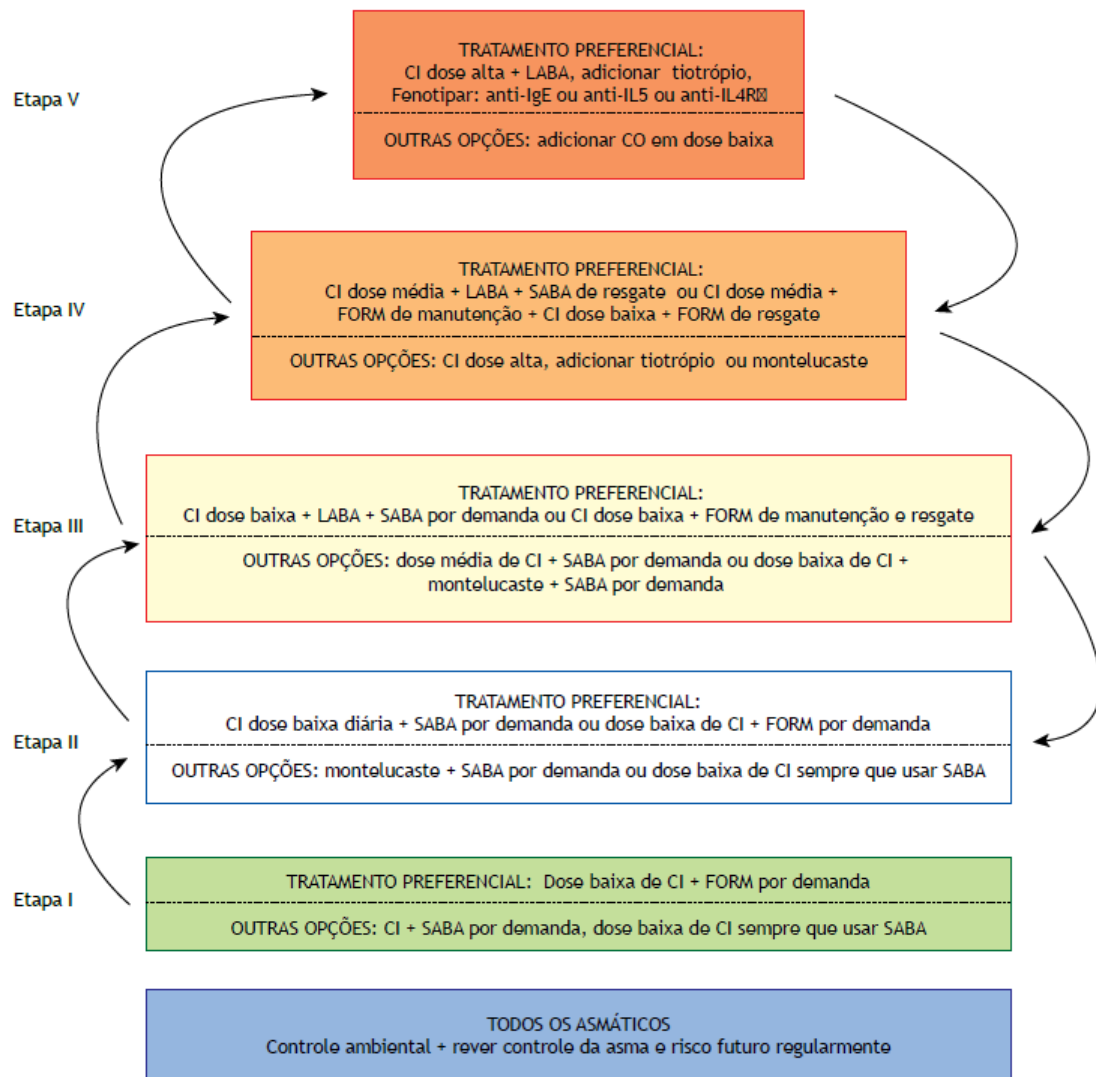 Etapa V
TRATAMENTO PREFERENCIAL:
CI dose alta + LABA, adicionar tiotrópio,
Fenotipar: anti-IgE ou anti-IL5 ou anti-IL4R
OUTRAS OPÇÕES: adicionar CO em dose baixa
Etapa IV
TRATAMENTO PREFERENCIAL:
CI dose média + LABA + SABA de resgate ou CI dose média +
FORM de manutenção + CI dose baixa + FORM de resgate
OUTRAS OPÇÕES: CI dose alta, adicionar tiotrópio ou montelucaste
Etapa III
TRATAMENTO PREFERENCIAL:
CI dose baixa + LABA + SABA por demanda ou CI dose baixa + FORM de manutenção e resgate
OUTRAS OPÇÕES: dose média de CI + SABA por demanda ou dose baixa de CI +
montelucaste + SABA por demanda
Etapa II
TRATAMENTO PREFERENCIAL:
CI dose baixa diária + SABA por demanda ou dose baixa de CI + FORM por demanda
OUTRAS OPÇÕES: montelucaste + SABA por demanda ou dose baixa de CI sempre que usar SABA
Etapa I
TRATAMENTO PREFERENCIAL: Dose baixa de CI + FORM por demanda
OUTRAS OPÇÕES: CI + SABA por demanda, dose baixa de CI sempre que usar SABA
TODOS OS ASMÁTICOS
Controle ambiental + rever controle da asma e risco futuro regularmente